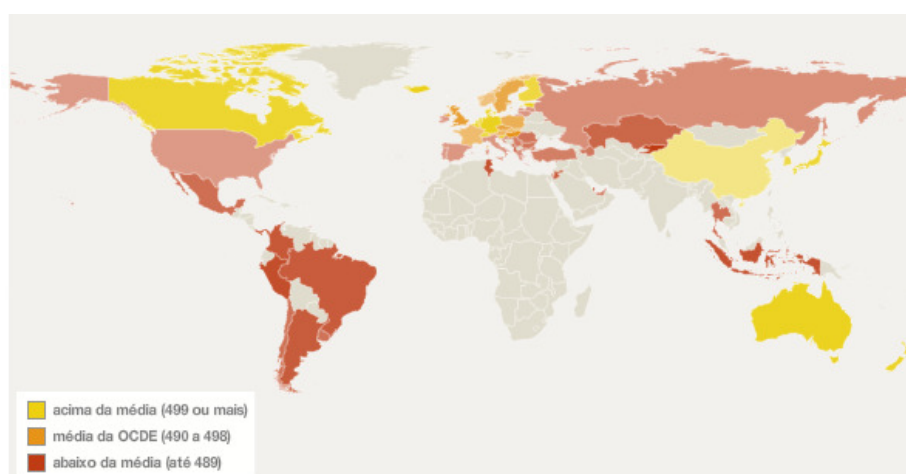 acima da média (499 ou mais)
média da OCDE (490 a 498)
abaixo da média (até 489)